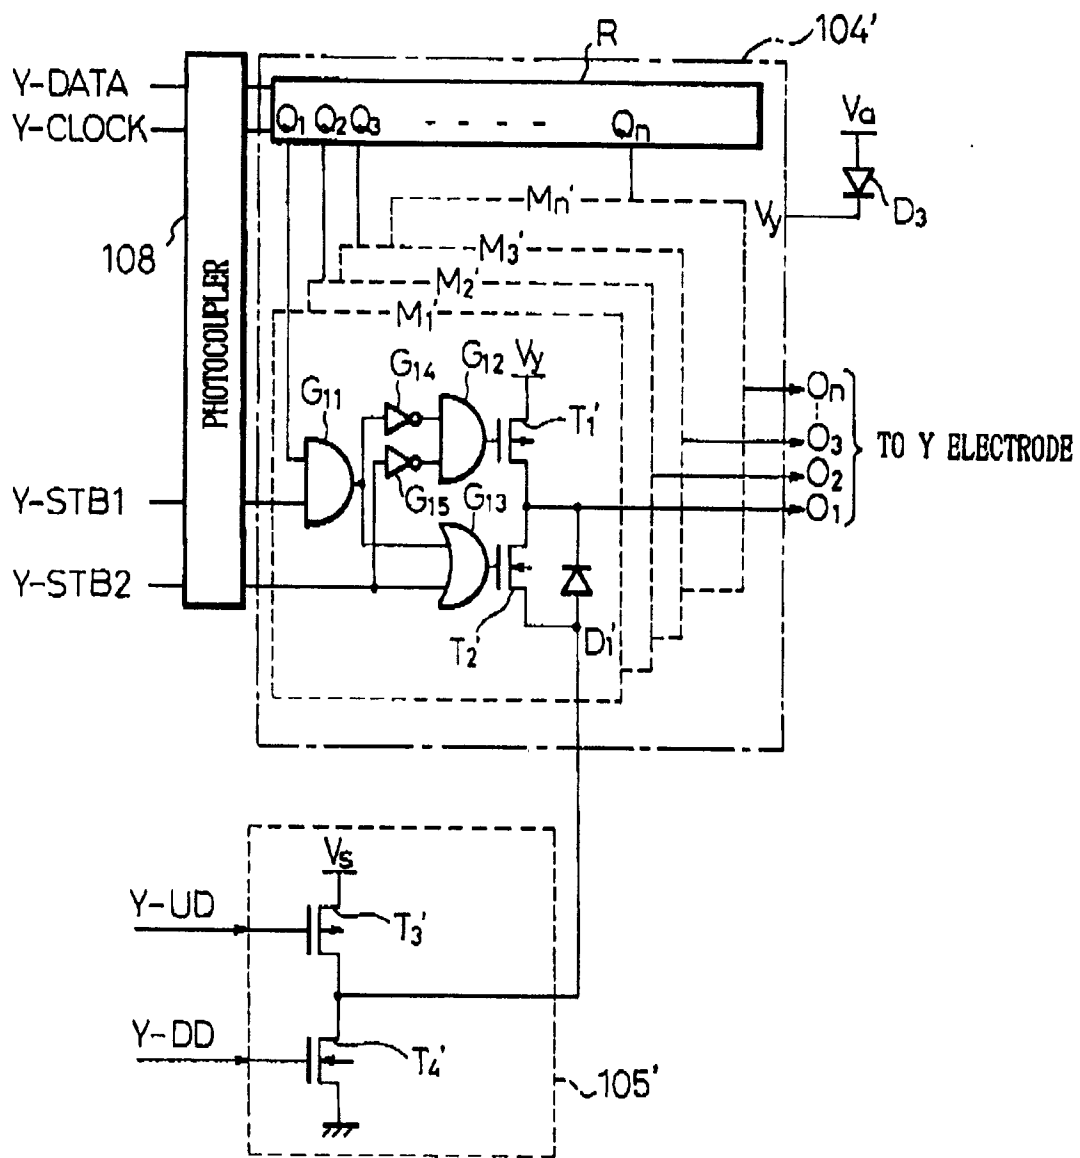 104'
R
Y-DATA
Y-CLOCK
Q1 Q2 Q3 - - - - Qn
Va
D3
Vy
108
PHOTOCOUPLER
Mn'
M3'
M2'
M1'
G11
G14
G12
Vy
T1'
G15
G13
On
O3
O2
O1
TO Y ELECTRODE
Y-STB1
Y-STB2
T2'
D1'
Vs
Y-UD
T3'
Y-DD
T4'
105'